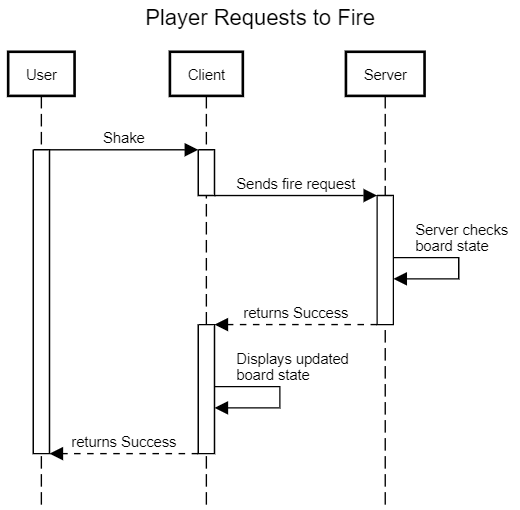 Player Requests to Fire
User
Client
Server
Shake
Sends fire request
Server checks
board state
returns Success
Displays updated
board state
returns Success